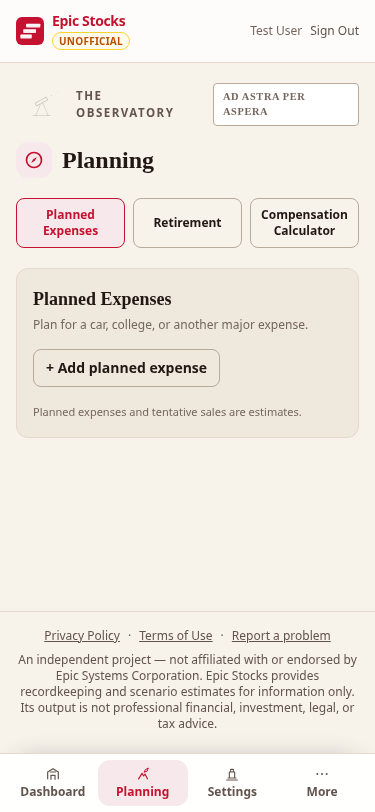 Epic Stocks
UNOFFICIAL
Test User Sign Out
THE
OBSERVATORY
AD ASTRA PER
ASPERA
Planning
Planned
Expenses
Retirement
Compensation
Calculator
Planned Expenses
Plan for a car, college, or another major expense.
+ Add planned expense
Planned expenses and tentative sales are estimates.
Privacy Policy · Terms of Use · Report a problem
An independent project — not affiliated with or endorsed by
Epic Systems Corporation. Epic Stocks provides
recordkeeping and scenario estimates for information only.
Its output is not professional financial, investment, legal, or
tax advice.
Dashboard Planning Settings More